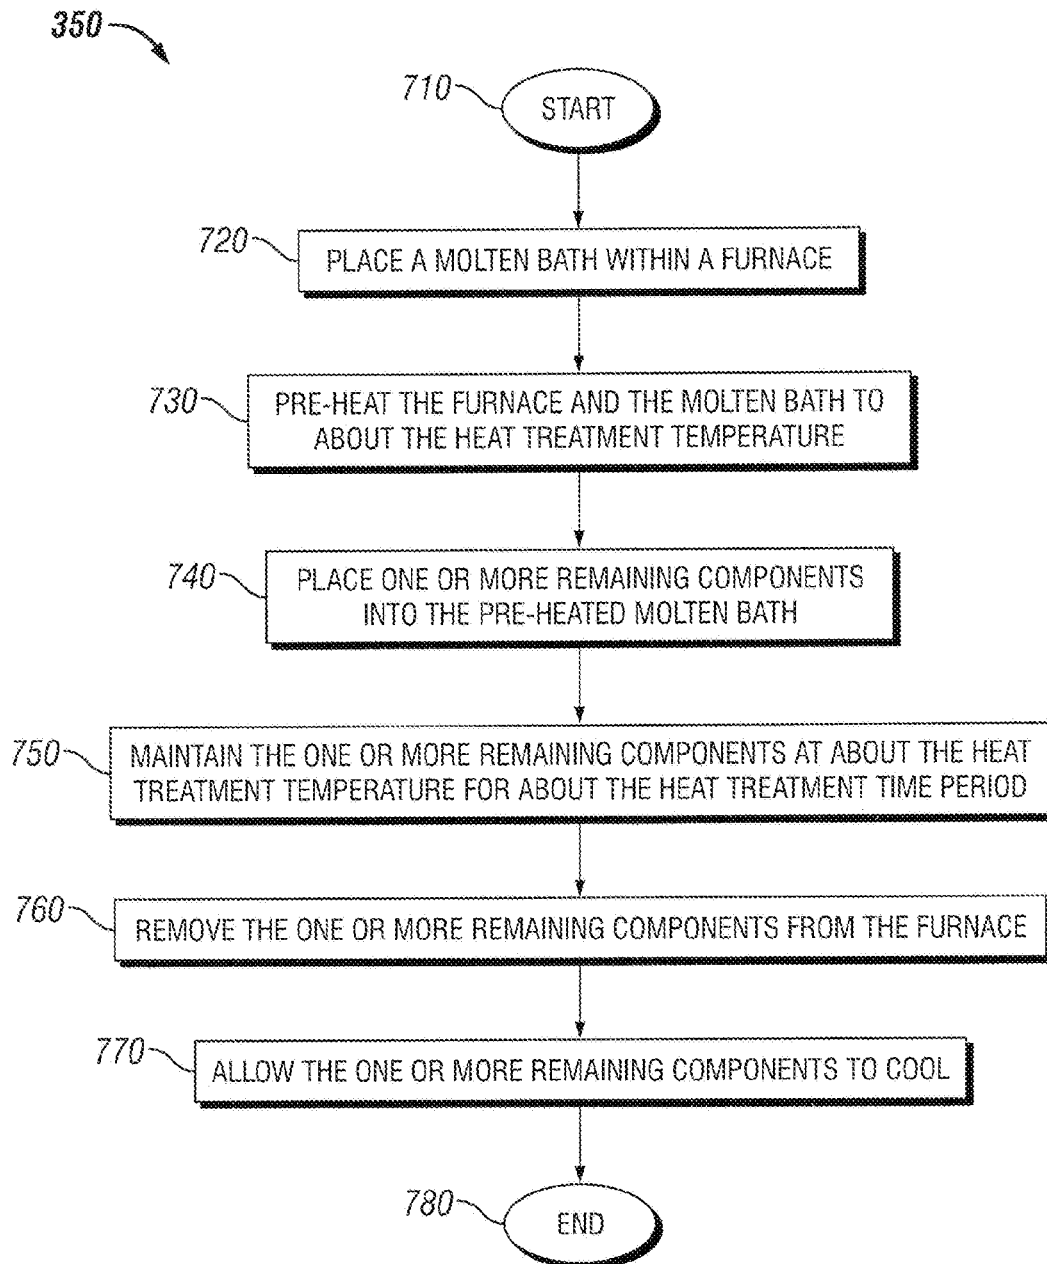 350
710
START
720
PLACE A MOLTEN BATH WITHIN A FURNACE
730
PRE-HEAT THE FURNACE AND THE MOLTEN BATH TO
ABOUT THE HEAT TREATMENT TEMPERATURE
740
PLACE ONE OR MORE REMAINING COMPONENTS
INTO THE PRE-HEATED MOLTEN BATH
750
MAINTAIN THE ONE OR MORE REMAINING COMPONENTS AT ABOUT THE HEAT
TREATMENT TEMPERATURE FOR ABOUT THE HEAT TREATMENT TIME PERIOD
760
REMOVE THE ONE OR MORE REMAINING COMPONENTS FROM THE FURNACE
770
ALLOW THE ONE OR MORE REMAINING COMPONENTS TO COOL
780
END